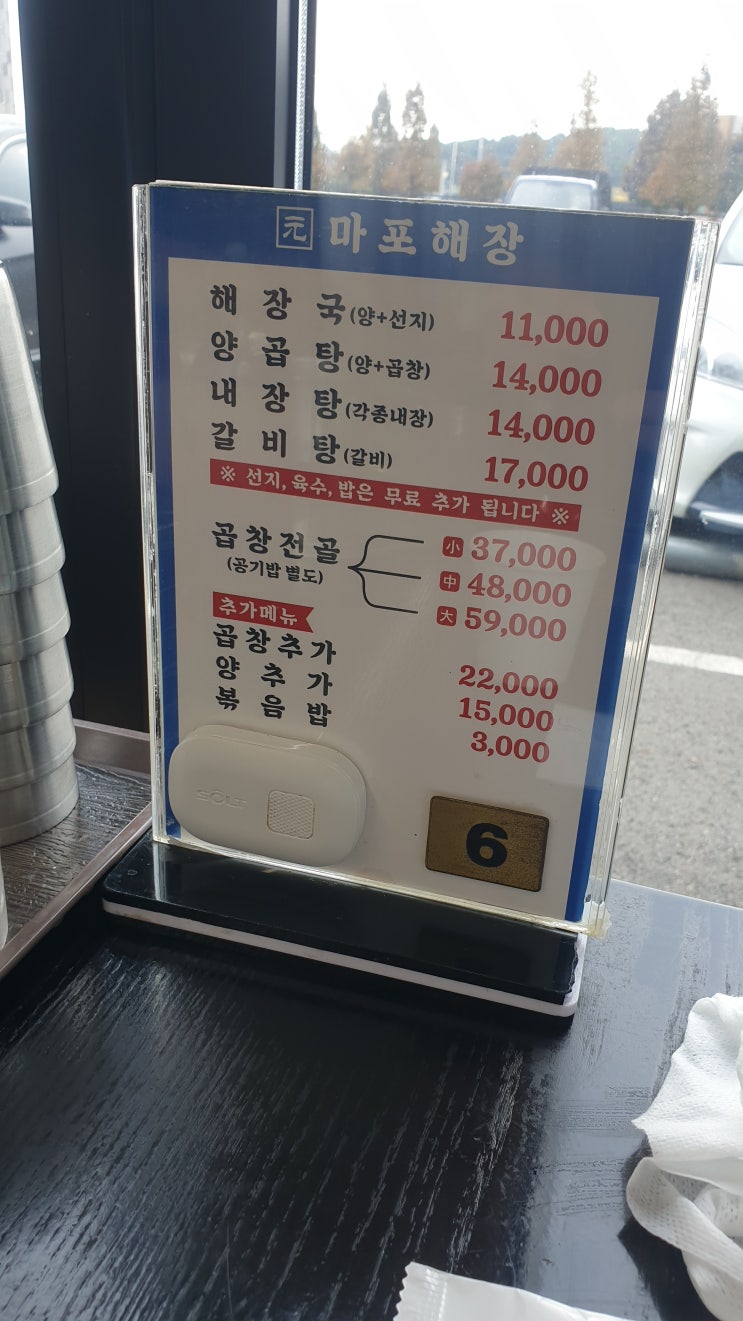 元 마포해장
해장국(양+선지) 11,000
양곱탕(양+곱창) 14,000
내장탕(각종내장) 14,000
갈비탕(갈비) 17,000
※ 선지, 육수, 밥은 무료 추가 됩니다 ※
곱창전골
(공기밥 별도)
小 37,000
中 48,000
大 59,000
추가메뉴
곱창추가 22,000
양추가 15,000
볶음밥 3,000
SOLT
6